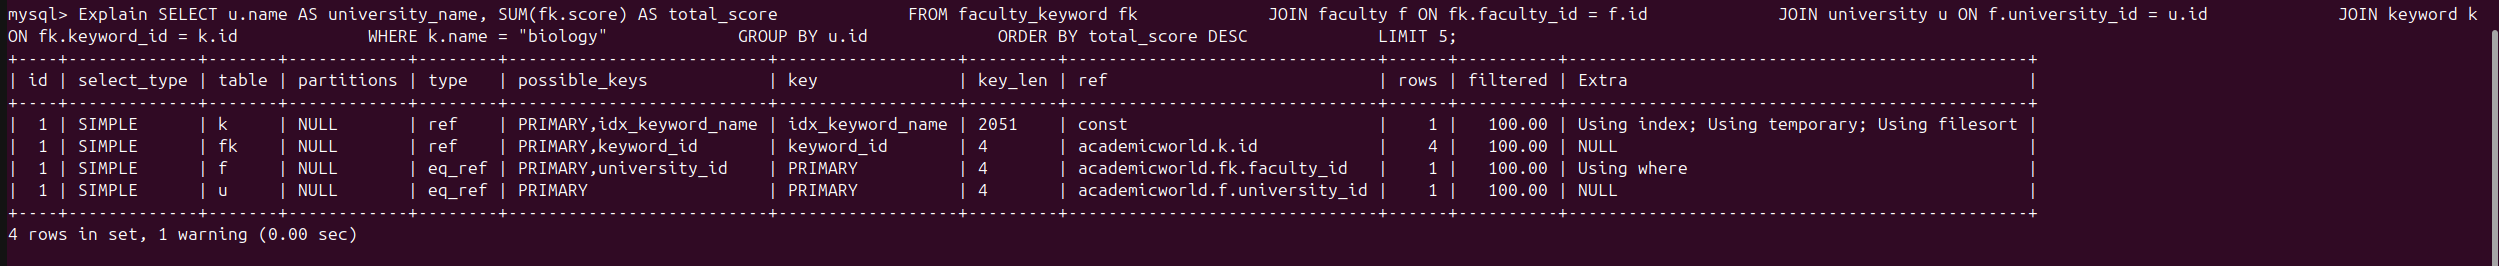 mysql> Explain SELECT u.name AS university_name, SUM(fk.score) AS total_score             FROM faculty_keyword fk             JOIN faculty f ON fk.faculty_id = f.id             JOIN university u ON f.university_id = u.id             JOIN keyword k
ON fk.keyword_id = k.id             WHERE k.name = "biology"             GROUP BY u.id             ORDER BY total_score DESC             LIMIT 5;
+----+-------------+-------+------------+--------+--------------------------+------------------+---------+-------------------------------+------+----------+----------------------------------------------+
| id | select_type | table | partitions | type   | possible_keys            | key              | key_len | ref                           | rows | filtered | Extra                                        |
+----+-------------+-------+------------+--------+--------------------------+------------------+---------+-------------------------------+------+----------+----------------------------------------------+
|  1 | SIMPLE      | k     | NULL       | ref    | PRIMARY,idx_keyword_name | idx_keyword_name | 2051    | const                         |    1 |   100.00 | Using index; Using temporary; Using filesort |
|  1 | SIMPLE      | fk    | NULL       | ref    | PRIMARY,keyword_id       | keyword_id       | 4       | academicworld.k.id            |    4 |   100.00 | NULL                                         |
|  1 | SIMPLE      | f     | NULL       | eq_ref | PRIMARY,university_id    | PRIMARY          | 4       | academicworld.fk.faculty_id   |    1 |   100.00 | Using where                                  |
|  1 | SIMPLE      | u     | NULL       | eq_ref | PRIMARY                  | PRIMARY          | 4       | academicworld.f.university_id |    1 |   100.00 | NULL                                         |
+----+-------------+-------+------------+--------+--------------------------+------------------+---------+-------------------------------+------+----------+----------------------------------------------+
4 rows in set, 1 warning (0.00 sec)